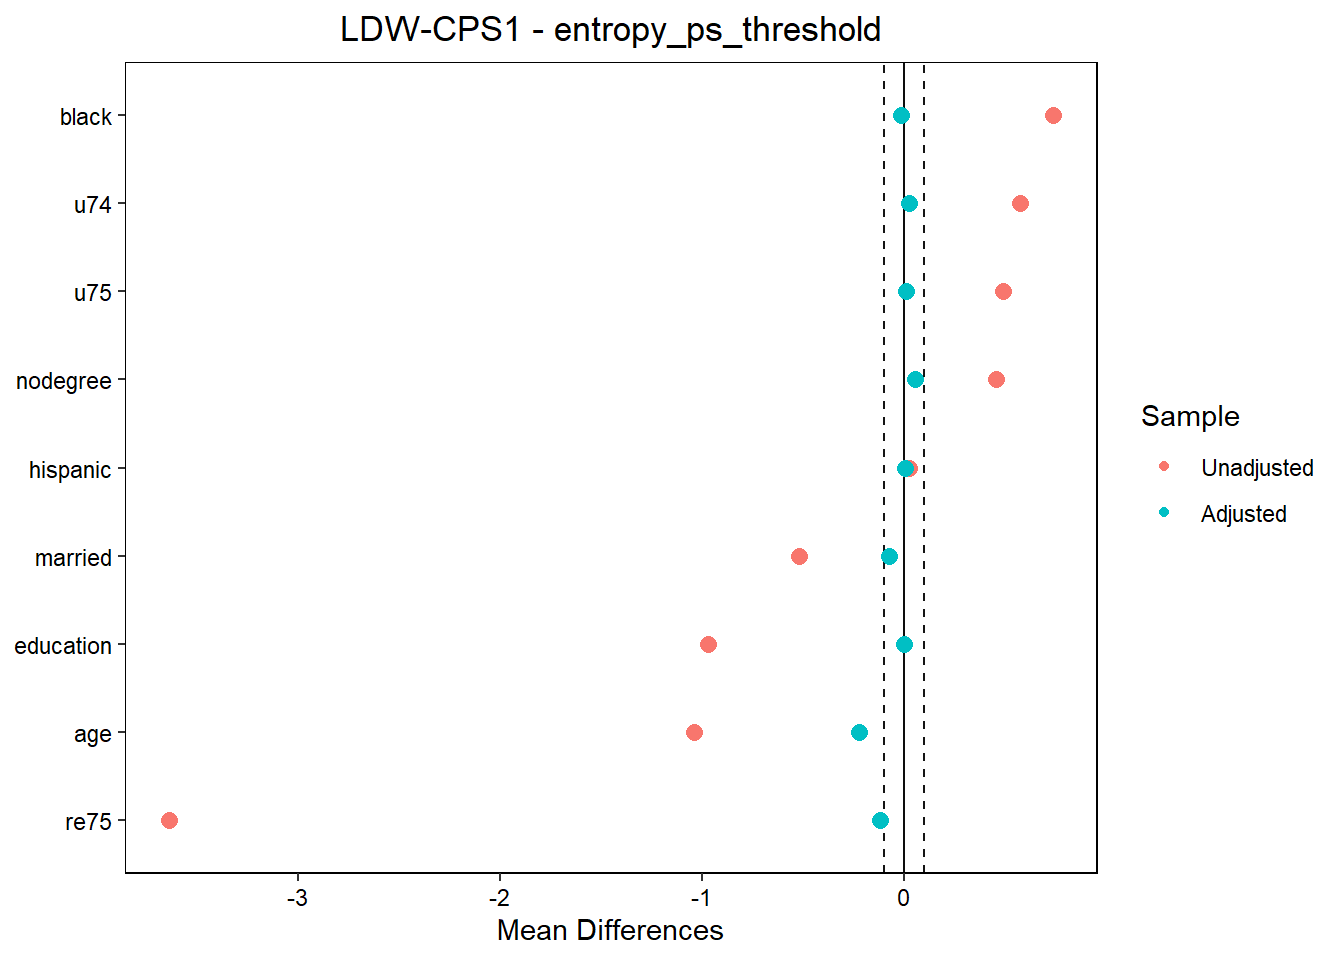 LDW-CPS1 - entropy_ps_threshold
black
u74
u75
nodegree
hispanic
married
education
age
re75
-3 -2 -1 0
Mean Differences
Sample
Unadjusted
Adjusted